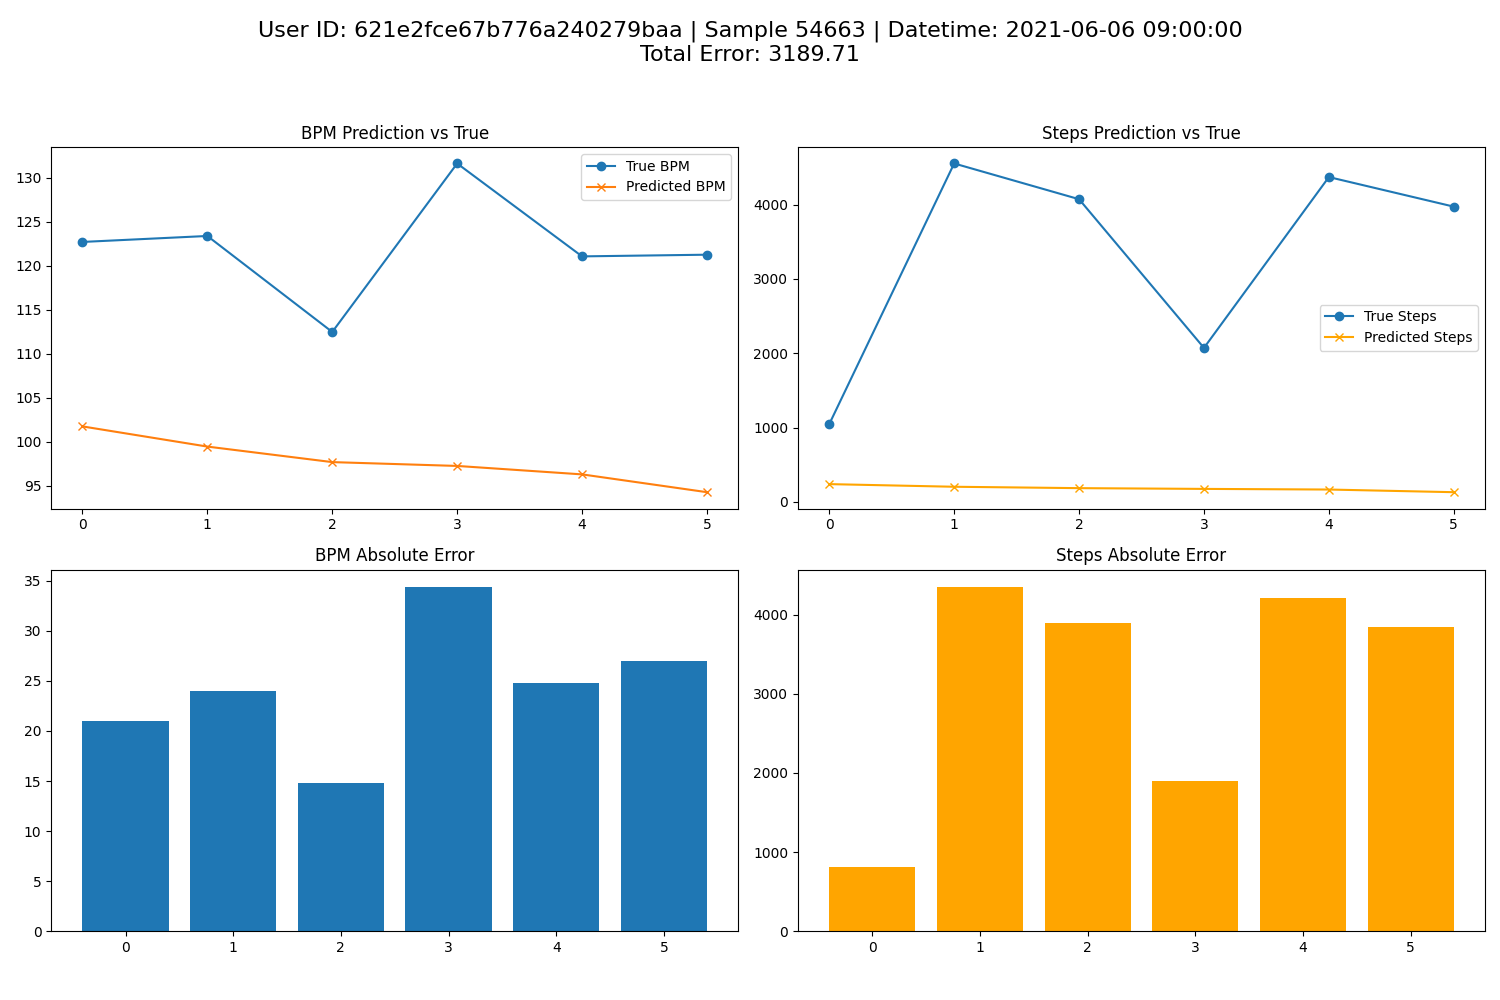 User ID: 621e2fce67b776a240279baa | Sample 54663 | Datetime: 2021-06-06 09:00:00
Total Error: 3189.71
BPM Prediction vs True
True BPM
Predicted BPM
130
125
120
115
110
105
100
95
0 1 2 3 4 5
Steps Prediction vs True
True Steps
Predicted Steps
4000
3000
2000
1000
0
0 1 2 3 4 5
BPM Absolute Error
35
30
25
20
15
10
5
0
0 1 2 3 4 5
Steps Absolute Error
4000
3000
2000
1000
0
0 1 2 3 4 5